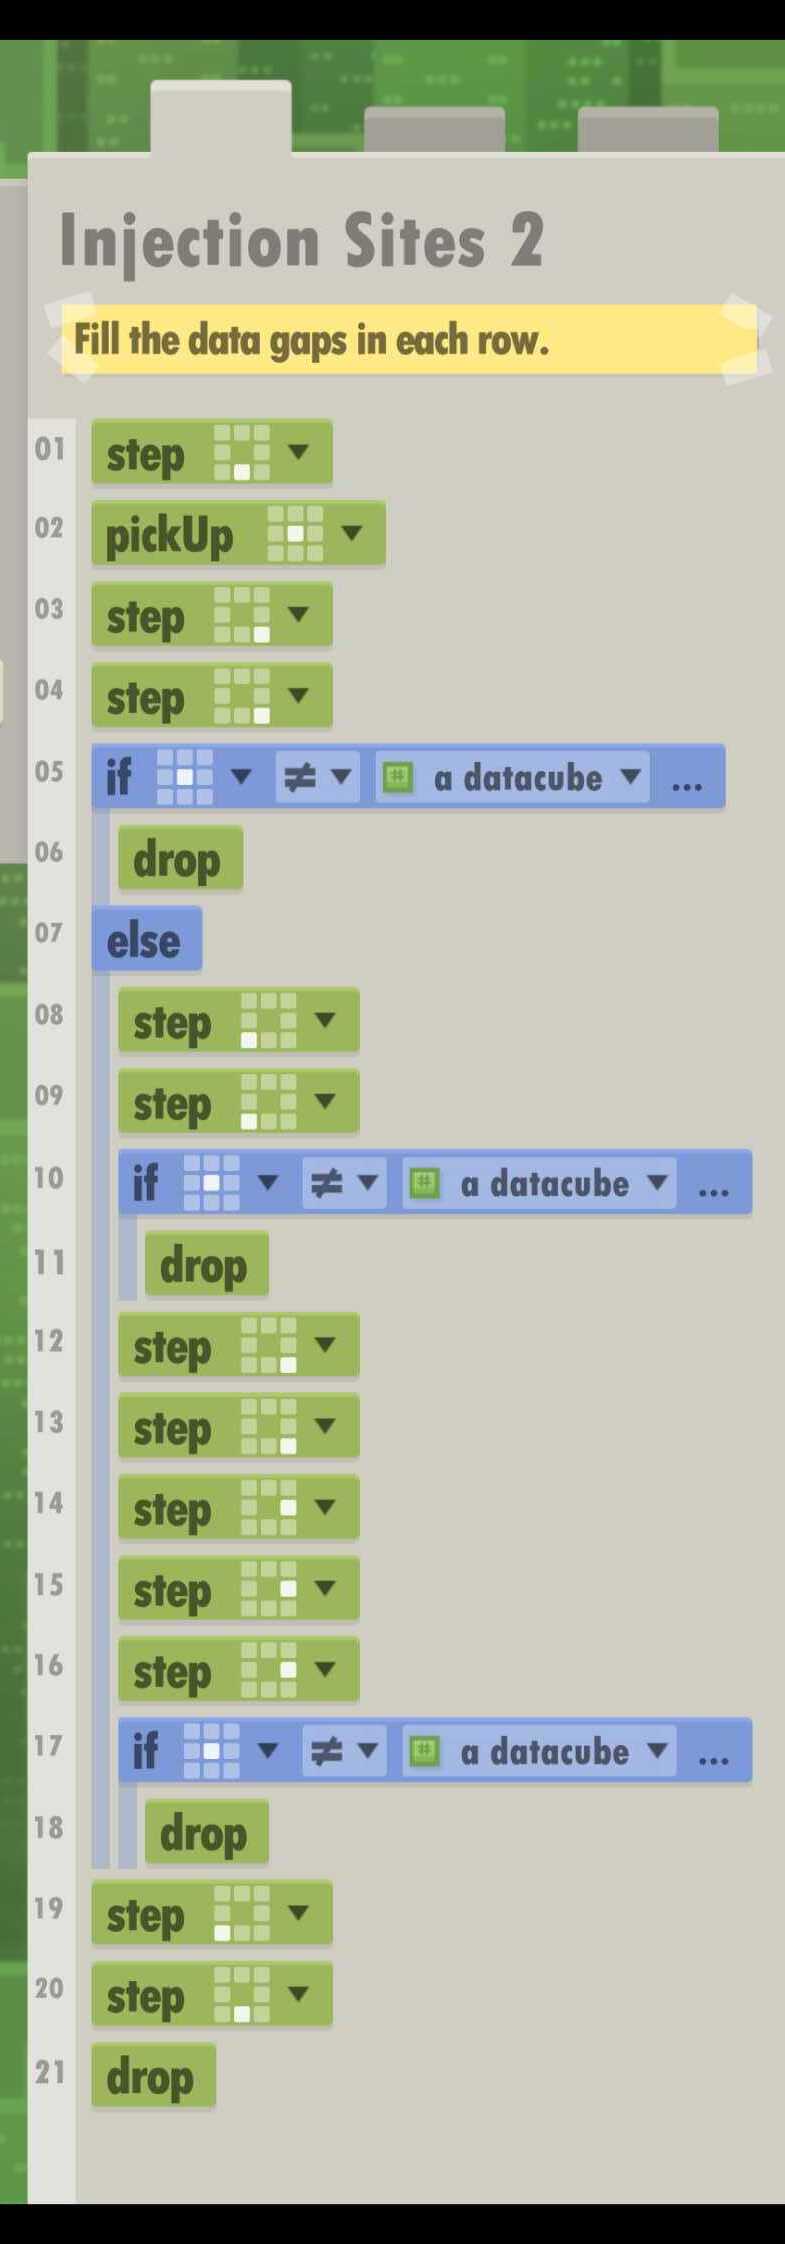 Injection Sites 2
Fill the data gaps in each row.
01 step
02 pickUp
03 step
04 step
05 if ≠ # a datacube ...
06 drop
07 else
08 step
09 step
10 if ≠ # a datacube ...
11 drop
12 step
13 step
14 step
15 step
16 step
17 if ≠ # a datacube ...
18 drop
19 step
20 step
21 drop